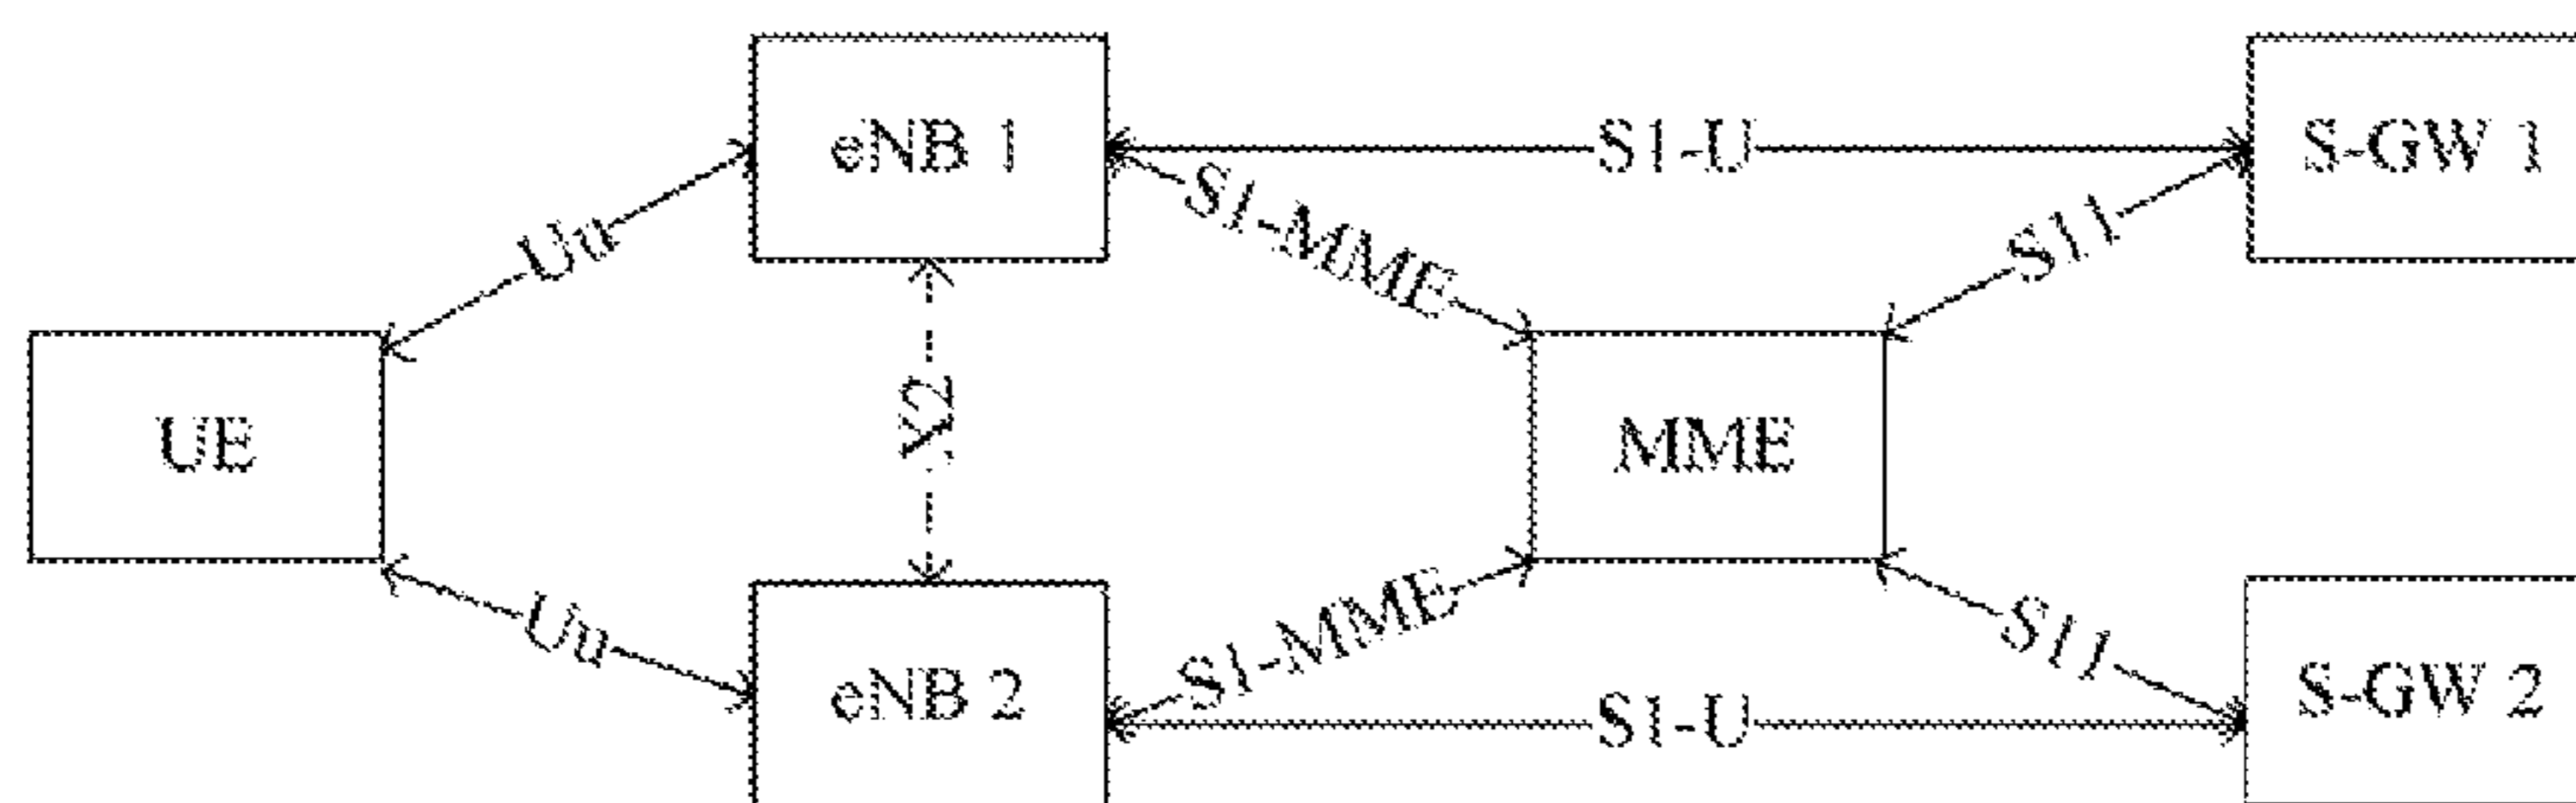 eNB 1
S1-U
S-GW 1
Uu
S1-MME
S11
X2
UE
MME
Uu
S1-MME
S11
eNB 2
S1-U
S-GW 2